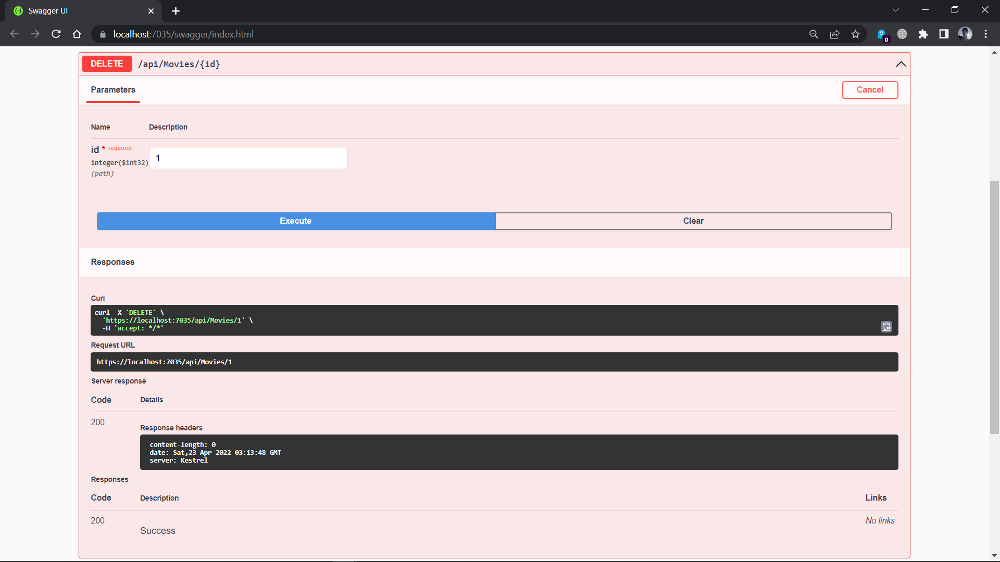 Swagger UI
localhost:7035/swagger/index.html
0
DELETE /api/Movies/{id}
Parameters
Cancel
Name Description
id * required
integer($int32)
(path)
1
Execute
Clear
Responses
Curl
curl -X 'DELETE' \
'https://localhost:7035/api/Movies/1' \
-H 'accept: */*'
Request URL
https://localhost:7035/api/Movies/1
Server response
Code Details
200
Response headers
content-length: 0
date: Sat,23 Apr 2022 03:13:48 GMT
server: Kestrel
Responses
Code Description Links
200
Success
No links